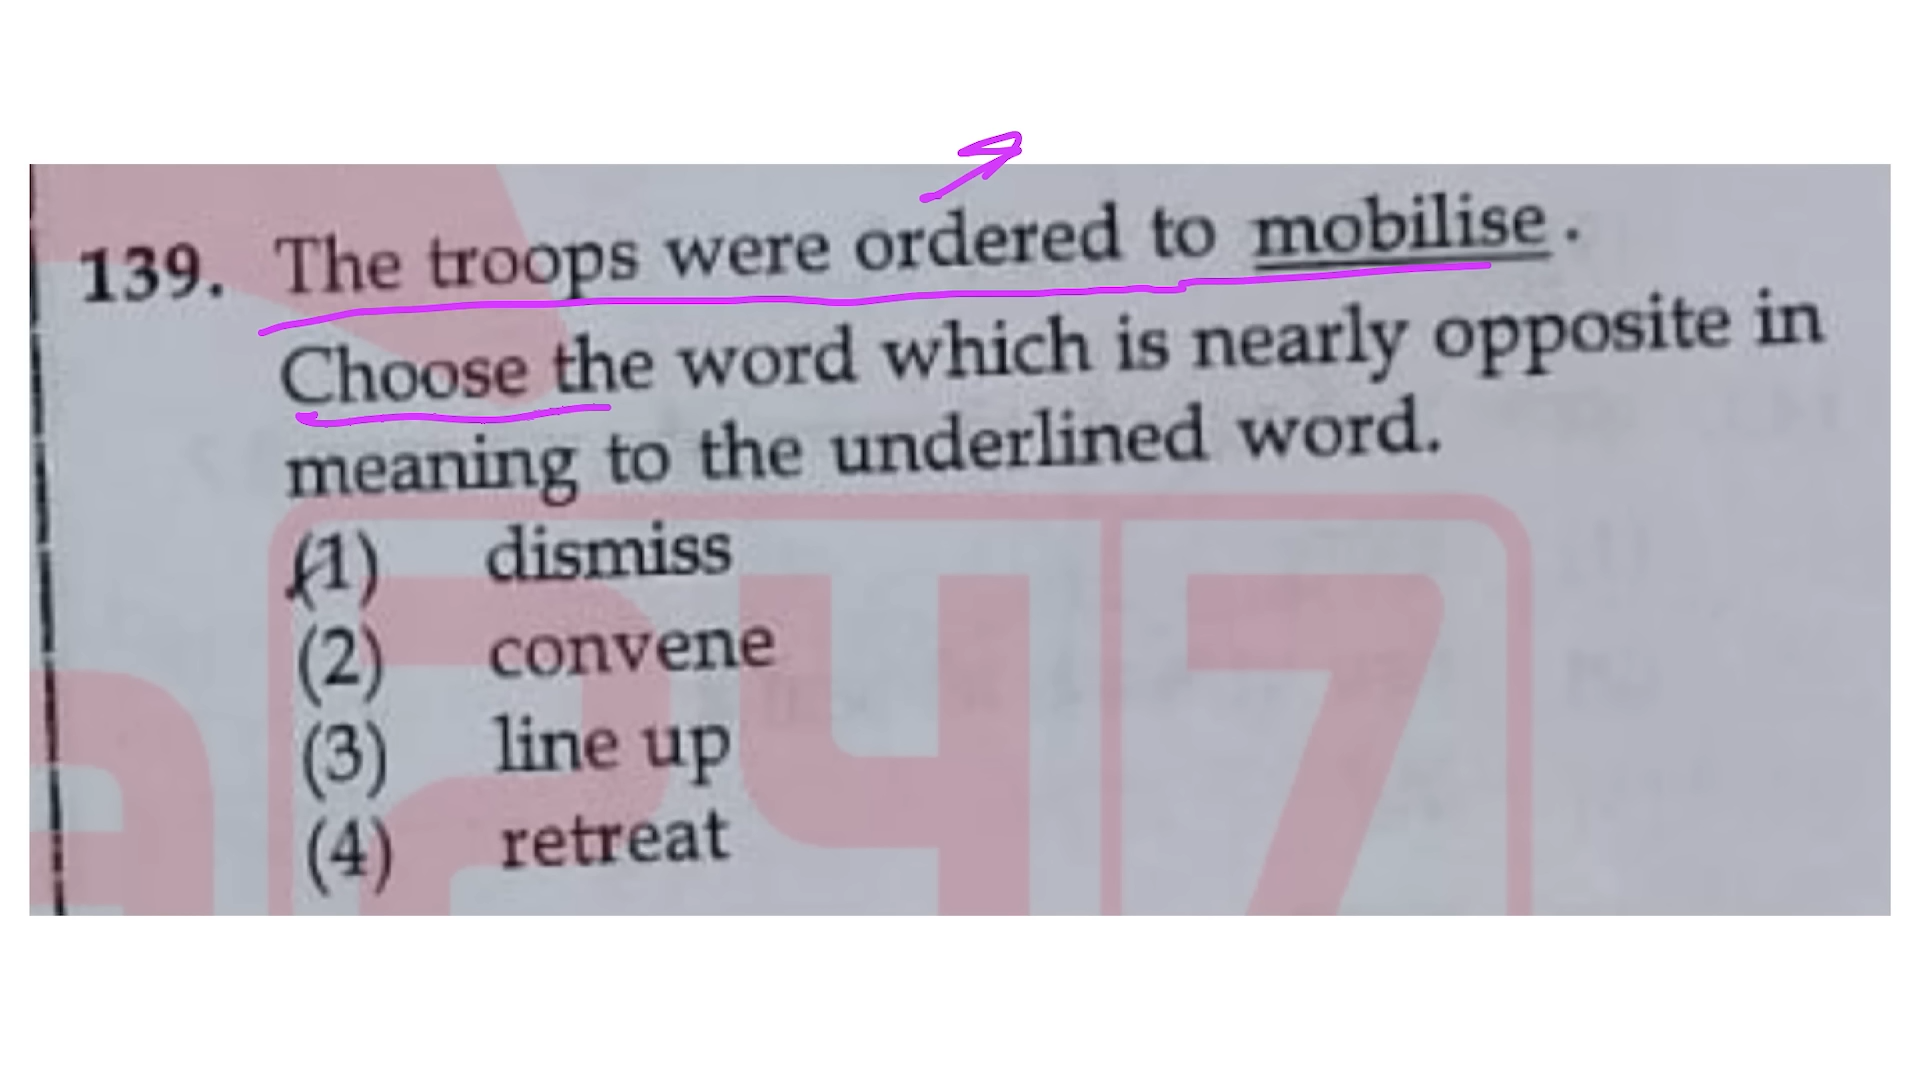 139. The troops were ordered to mobilise.
Choose the word which is nearly opposite in
meaning to the underlined word.
(1) dismiss
(2) convene
(3) line up
(4) retreat
247